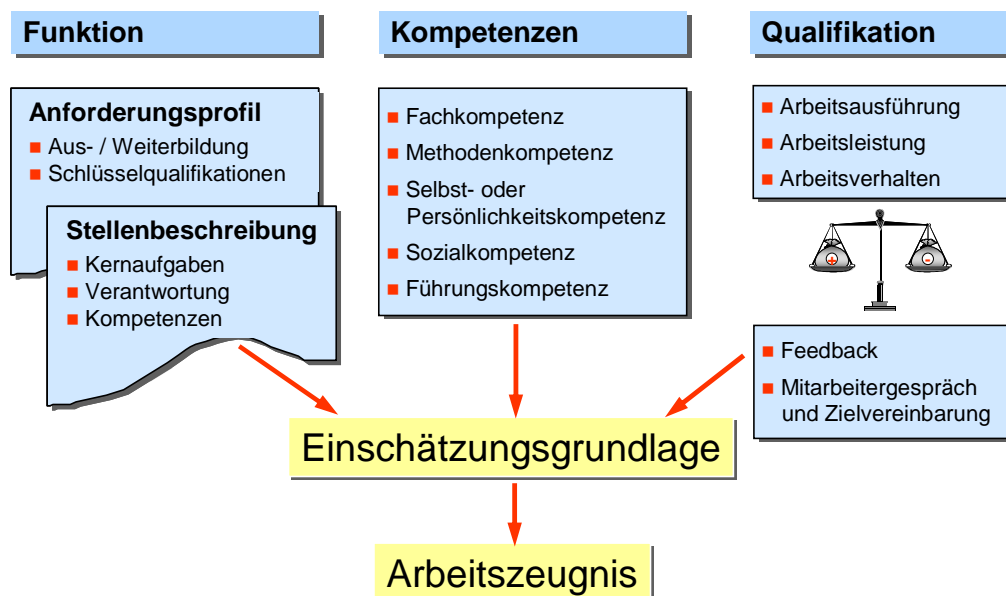 Funktion
Anforderungsprofil
Aus- / Weiterbildung
Schlüsselqualifikationen
Stellenbeschreibung
Kernaufgaben
Verantwortung
Kompetenzen
Kompetenzen
Fachkompetenz
Methodenkompetenz
Selbst- oder
Persönlichkeitskompetenz
Sozialkompetenz
Führungskompetenz
Qualifikation
Arbeitsausführung
Arbeitsleistung
Arbeitsverhalten
+ -
Feedback
Mitarbeitergespräch
und Zielvereinbarung
Einschätzungsgrundlage
Arbeitszeugnis